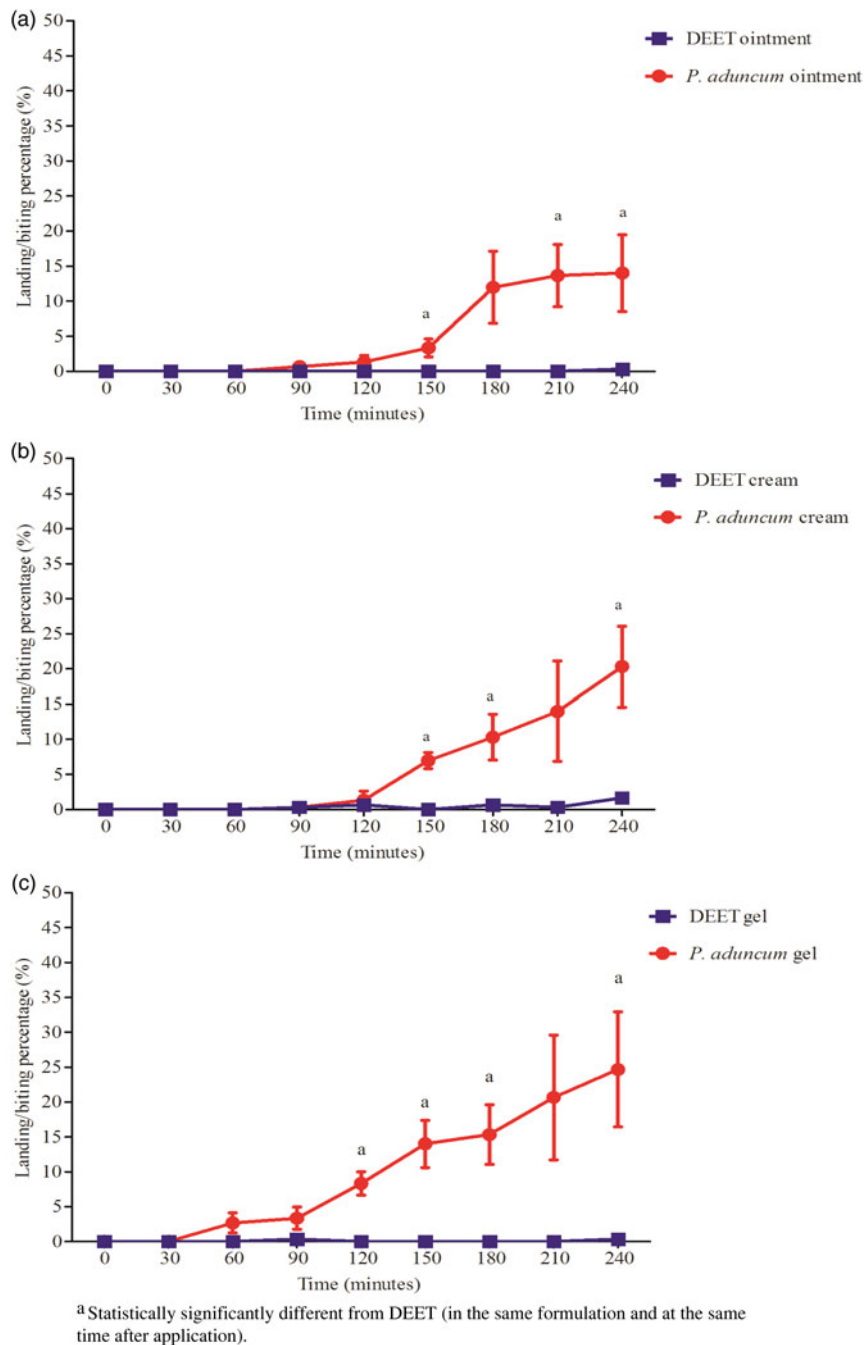 (a)
50
45
40
35
30
25
20
15
10
5
0
Landing/biting percentage (%)
a
a
a
0 30 60 90 120 150 180 210 240
Time (minutes)
DEET ointment
P. aduncum ointment
(b)
50
45
40
35
30
25
20
15
10
5
0
Landing/biting percentage (%)
a
a
a
0 30 60 90 120 150 180 210 240
Time (minutes)
DEET cream
P. aduncum cream
(c)
50
45
40
35
30
25
20
15
10
5
0
Landing/biting percentage (%)
a
a
a
a
0 30 60 90 120 150 180 210 240
Time (minutes)
DEET gel
P. aduncum gel
a Statistically significantly different from DEET (in the same formulation and at the same
time after application).